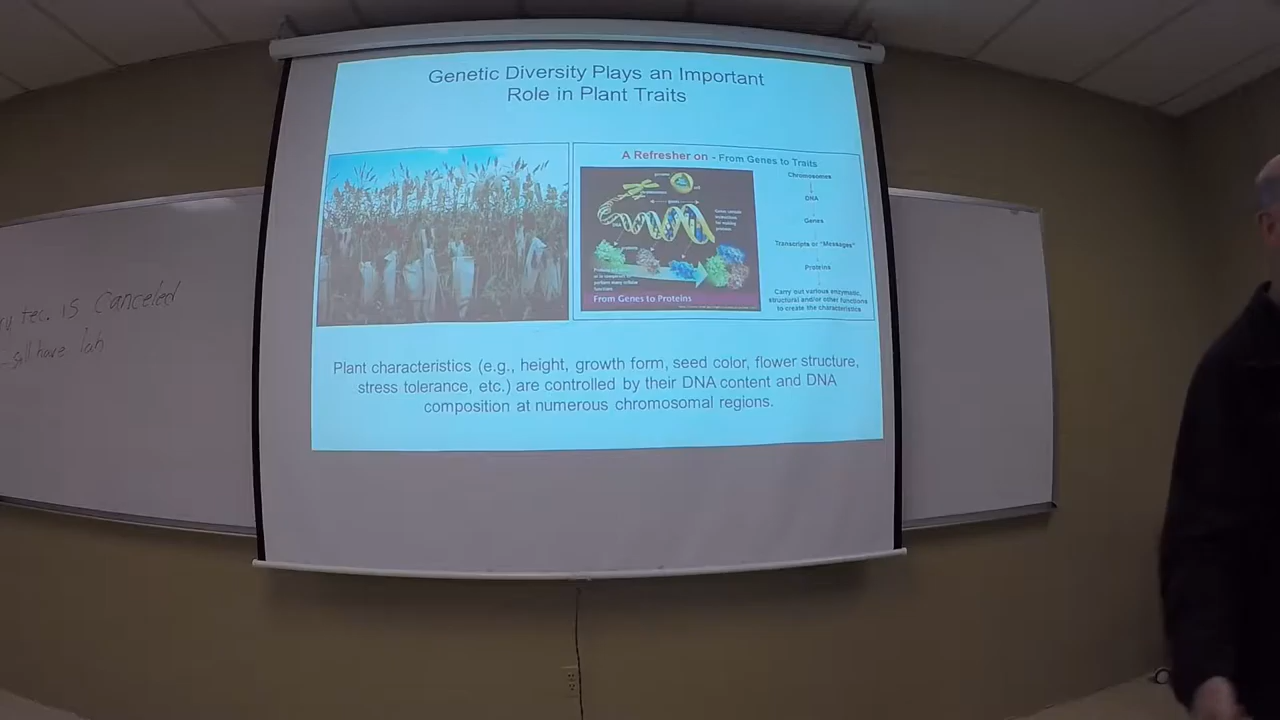 Genetic Diversity Plays an Important
Role in Plant Traits
A Refresher on - From Genes to Traits
Chromosomes
DNA
Genes
Transcripts or "Messages"
Proteins
Carry out various enzymatic,
structural and/or other functions
to create the characteristics
From Genes to Proteins
Plant characteristics (e.g., height, growth form, seed color, flower structure,
stress tolerance, etc.) are controlled by their DNA content and DNA
composition at numerous chromosomal regions.
IS Canceled
have lab